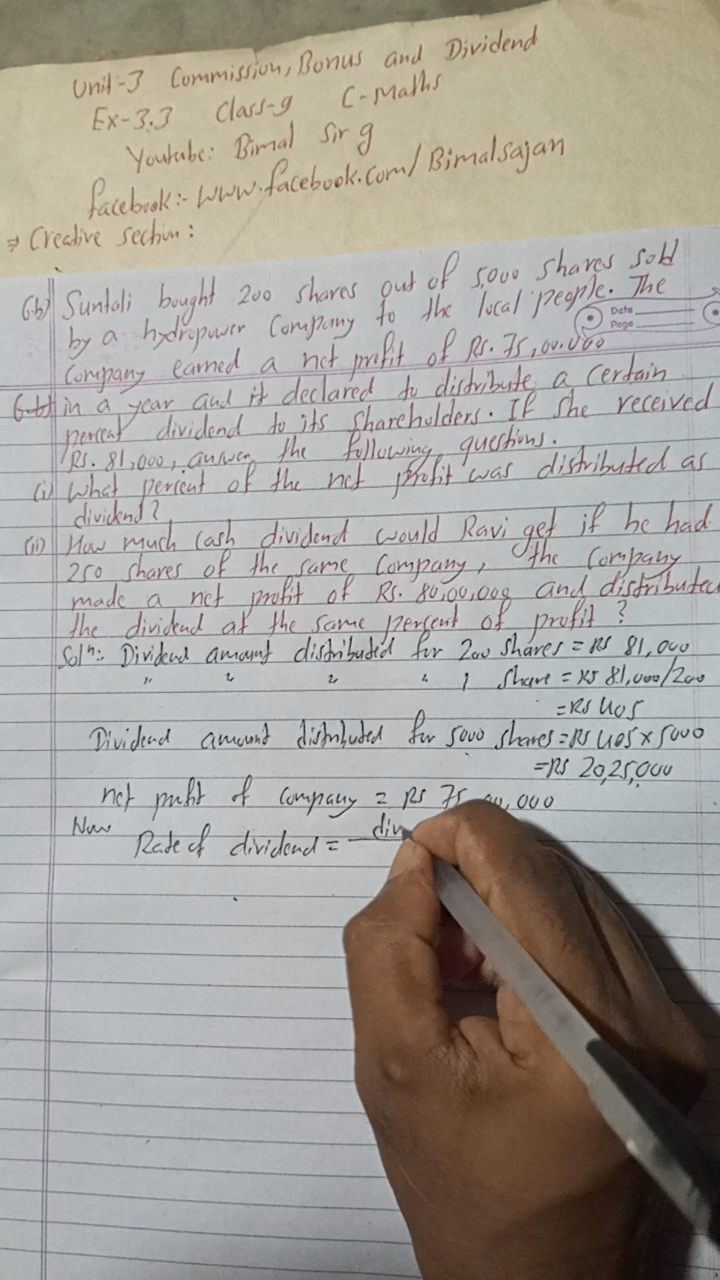 Unit-3 Commission, Bonus and Dividend
Ex-3.3 Class-9 C-Maths
Youtube: Bimal Sir g
facebook:- www.facebook.com/Bimalsajan
⇒ Creative section:
6b) Suntali bought 200 shares out of 5,000 shares sold
by a hydropower Company to the local people. The
Date
Page
Company earned a net profit of Rs. 75,00,000
in a year and it declared to distribute a certain
percent dividend to its shareholders. If she received
Rs. 81,000, answer the following questions.
(i) What percent of the net profit was distributed as
dividend?
(ii) How much cash dividend would Ravi get if he had
250 shares of the same Company, the Company
made a net profit of Rs. 80,00,000 and distributed
the dividend at the same percent of profit?
Solⁿ: Dividend amount distributed for 200 shares = Rs 81,000
" " " " 1 share = Rs 81,000/200
= Rs 405
Dividend amount distributed for 5000 shares = Rs 405 × 5000
= Rs 20,25,000
net profit of company = Rs 75,00,000
Now
Rate of dividend = div